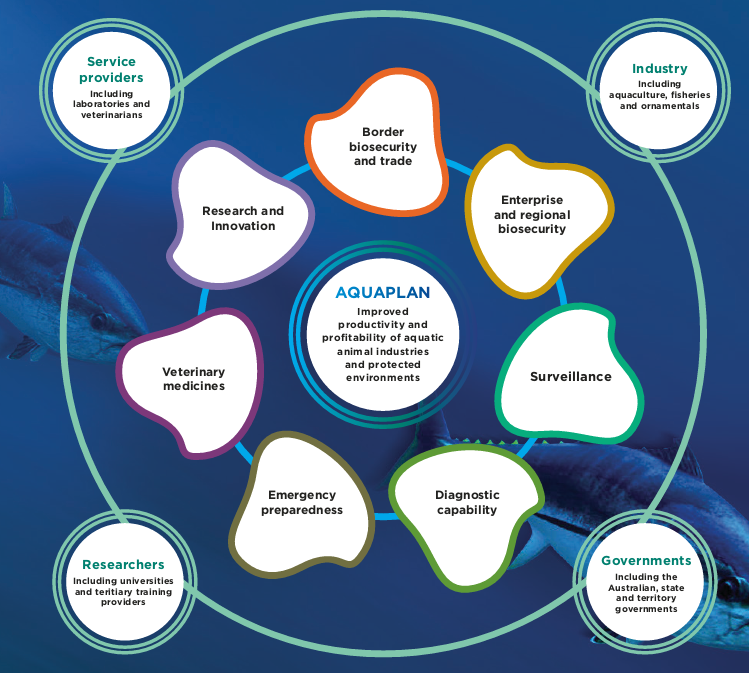 Service
providers
Including
laboratories and
veterinarians
Industry
Including
aquaculture, fisheries
and ornamentals
Border
biosecurity
and trade
Research and
Innovation
Enterprise
and regional
biosecurity
AQUAPLAN
Improved
productivity and
profitability of aquatic
animal industries
and protected
environments
Veterinary
medicines
Surveillance
Emergency
preparedness
Diagnostic
capability
Researchers
Including universities
and teritiary training
providers
Governments
Including the
Australian, state
and territory
governments